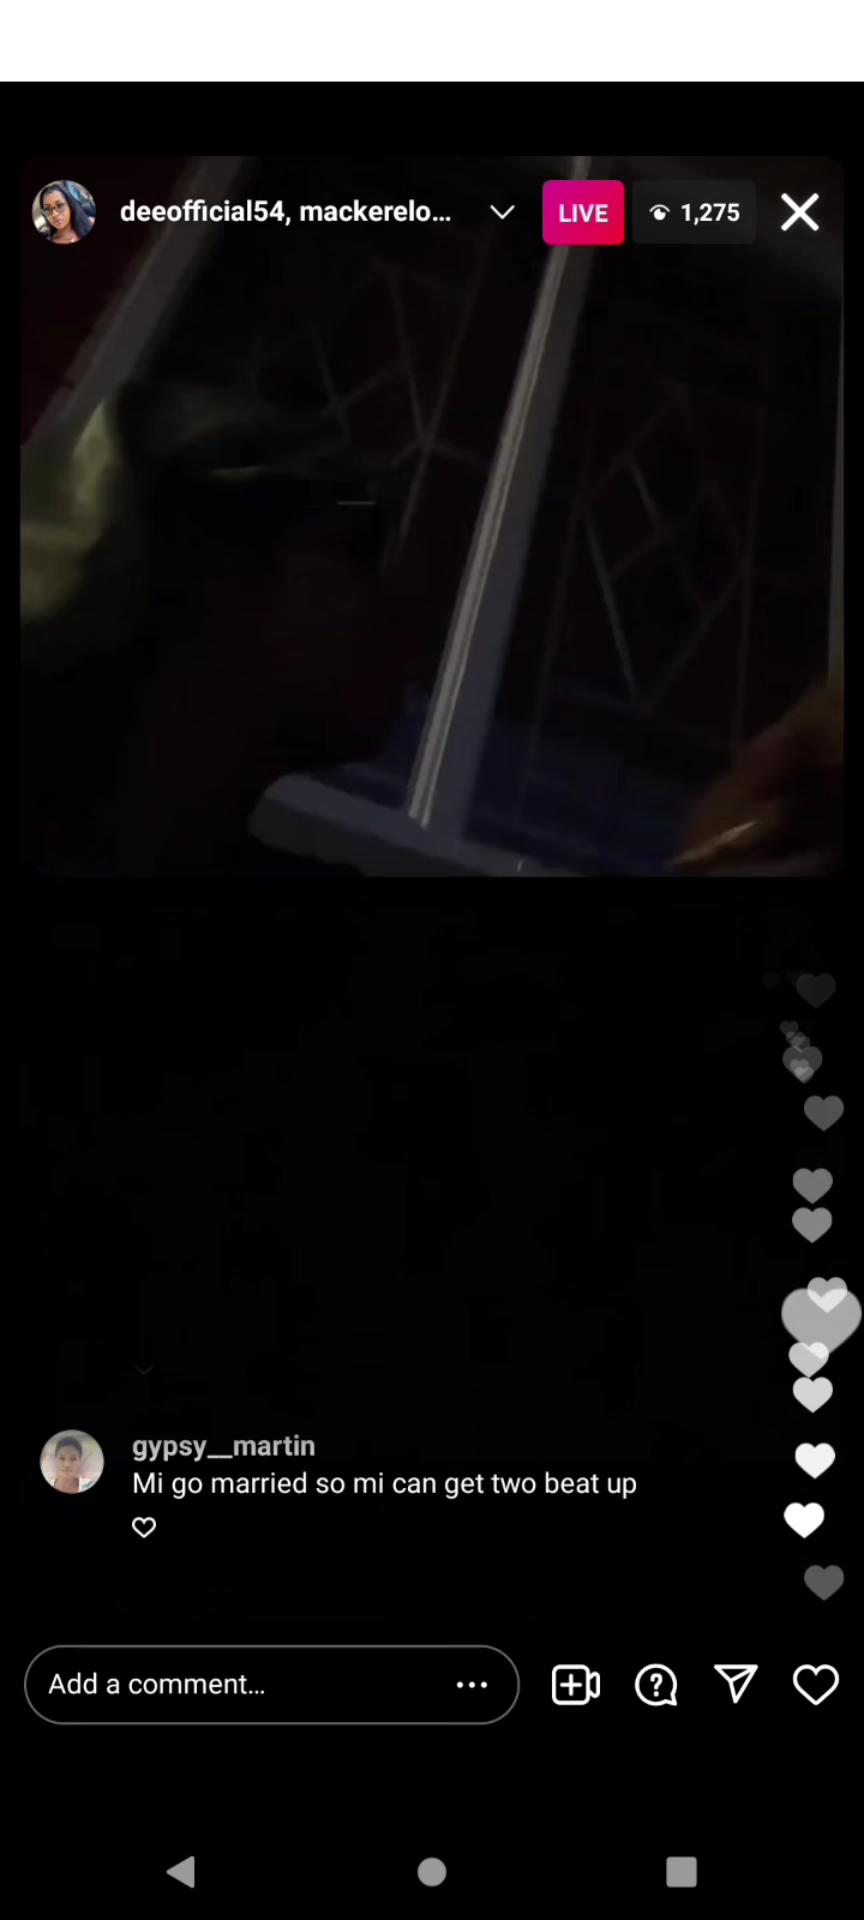 deeofficial54, mackerelo...
LIVE
1,275
gypsy__martin
Mi go married so mi can get two beat up
Add a comment...